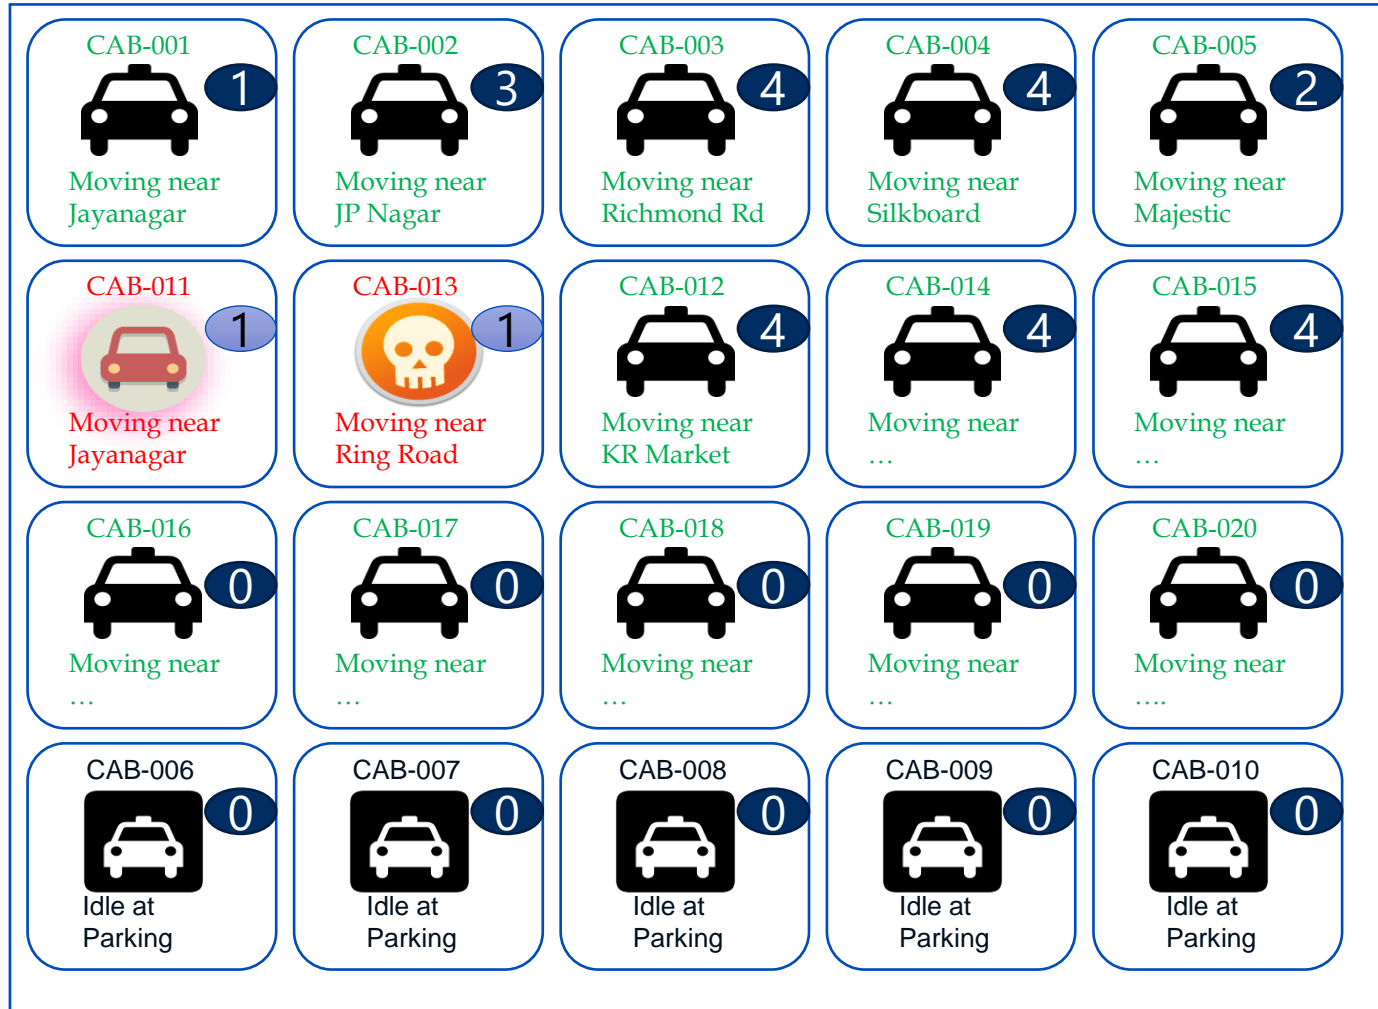 CAB-001
1
Moving near
Jayanagar
CAB-002
3
Moving near
JP Nagar
CAB-003
4
Moving near
Richmond Rd
CAB-004
4
Moving near
Silkboard
CAB-005
2
Moving near
Majestic
CAB-011
1
Moving near
Jayanagar
CAB-013
1
Moving near
Ring Road
CAB-012
4
Moving near
KR Market
CAB-014
4
Moving near
…
CAB-015
4
Moving near
…
CAB-016
0
Moving near
…
CAB-017
0
Moving near
…
CAB-018
0
Moving near
…
CAB-019
0
Moving near
…
CAB-020
0
Moving near
….
CAB-006
0
Idle at
Parking
CAB-007
0
Idle at
Parking
CAB-008
0
Idle at
Parking
CAB-009
0
Idle at
Parking
CAB-010
0
Idle at
Parking